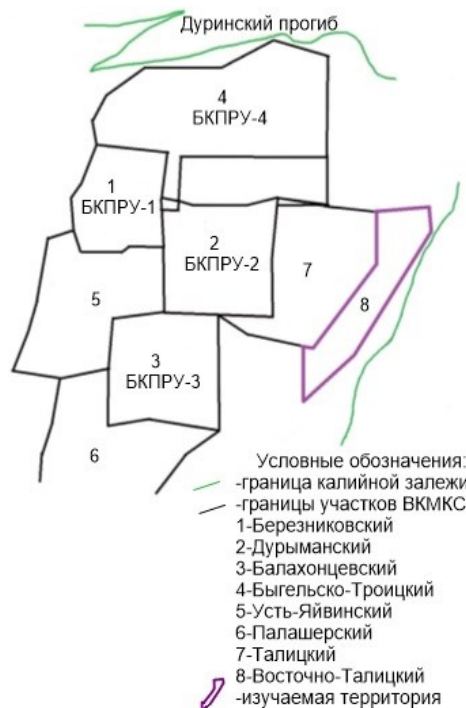 Дуринский прогиб
4
БКПРУ-4
1
БКПРУ-1
2
БКПРУ-2
7
8
5
3
БКПРУ-3
6
Условные обозначения:
-граница калийной залежи
-границы участков ВКМКС
1-Березниковский
2-Дурыманский
3-Балахонцевский
4-Быгельско-Троицкий
5-Усть-Яйвинский
6-Палашерский
7-Талицкий
8-Восточно-Талицкий
-изучаемая территория